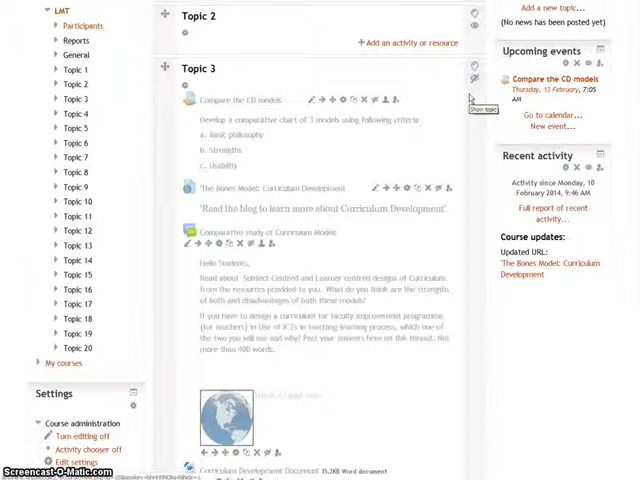 LMT
Participants
Reports
General
Topic 1
Topic 2
Topic 3
Topic 4
Topic 5
Topic 6
Topic 7
Topic 8
Topic 9
Topic 10
Topic 11
Topic 12
Topic 13
Topic 14
Topic 15
Topic 16
Topic 17
Topic 18
Topic 19
Topic 20
My courses
Settings
Course administration
Turn editing off
Activity chooser off
Edit settings
Topic 2
Add an activity or resource
Topic 3
Compare the CD models
Develop a comparative chart of 3 models using following criteria
a. Basic philosophy
b. Strengths
c. Usability
'The Bones Model: Curriculum Development
'Read the blog to learn more about Curriculum Development'
Comparative study of Curriculum Models
Hello Students,
Read about Subject Centred and Learner centred designs of Curriculum
from the resources provided to you. What do you think are the strengths
of both and disadvantages of both these models?
If you have to design a curriculum for faculty improvement programme
(for teachers) in Use of ICTs in teaching-learning process, which one of
the two you will use and why? Post your answers here on this thread. Not
more than 400 words.
Curriculum Development Document 15.2KB Word document
Show topic
Add a new topic...
(No news has been posted yet)
Upcoming events
Compare the CD models
Thursday, 13 February, 7:05
AM
Go to calendar...
New event...
Recent activity
Activity since Monday, 10
February 2014, 9:46 AM
Full report of recent
activity...
Course updates:
Updated URL:
'The Bones Model: Curriculum
Development
Screencast-O-Matic.com